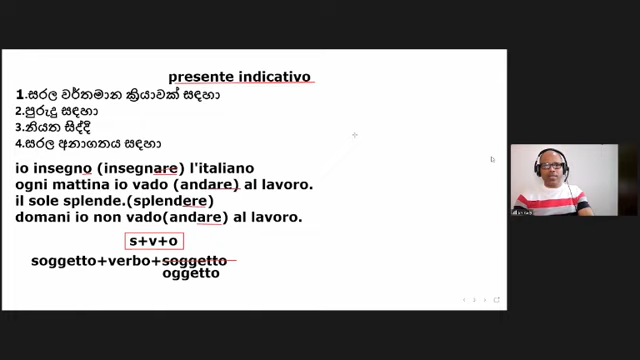 presente indicativo
1.සරල වර්තමාන ක්‍රියාවක් සඳහා
2.පුරුදු සඳහා
3.නියත සිද්දි
4.සරල අනාගතය සඳහා
io insegno (insegnare) l'italiano
ogni mattina io vado (andare) al lavoro.
il sole splende.(splendere)
domani io non vado(andare) al lavoro.
s+v+o
soggetto+verbo+soggetto
oggetto